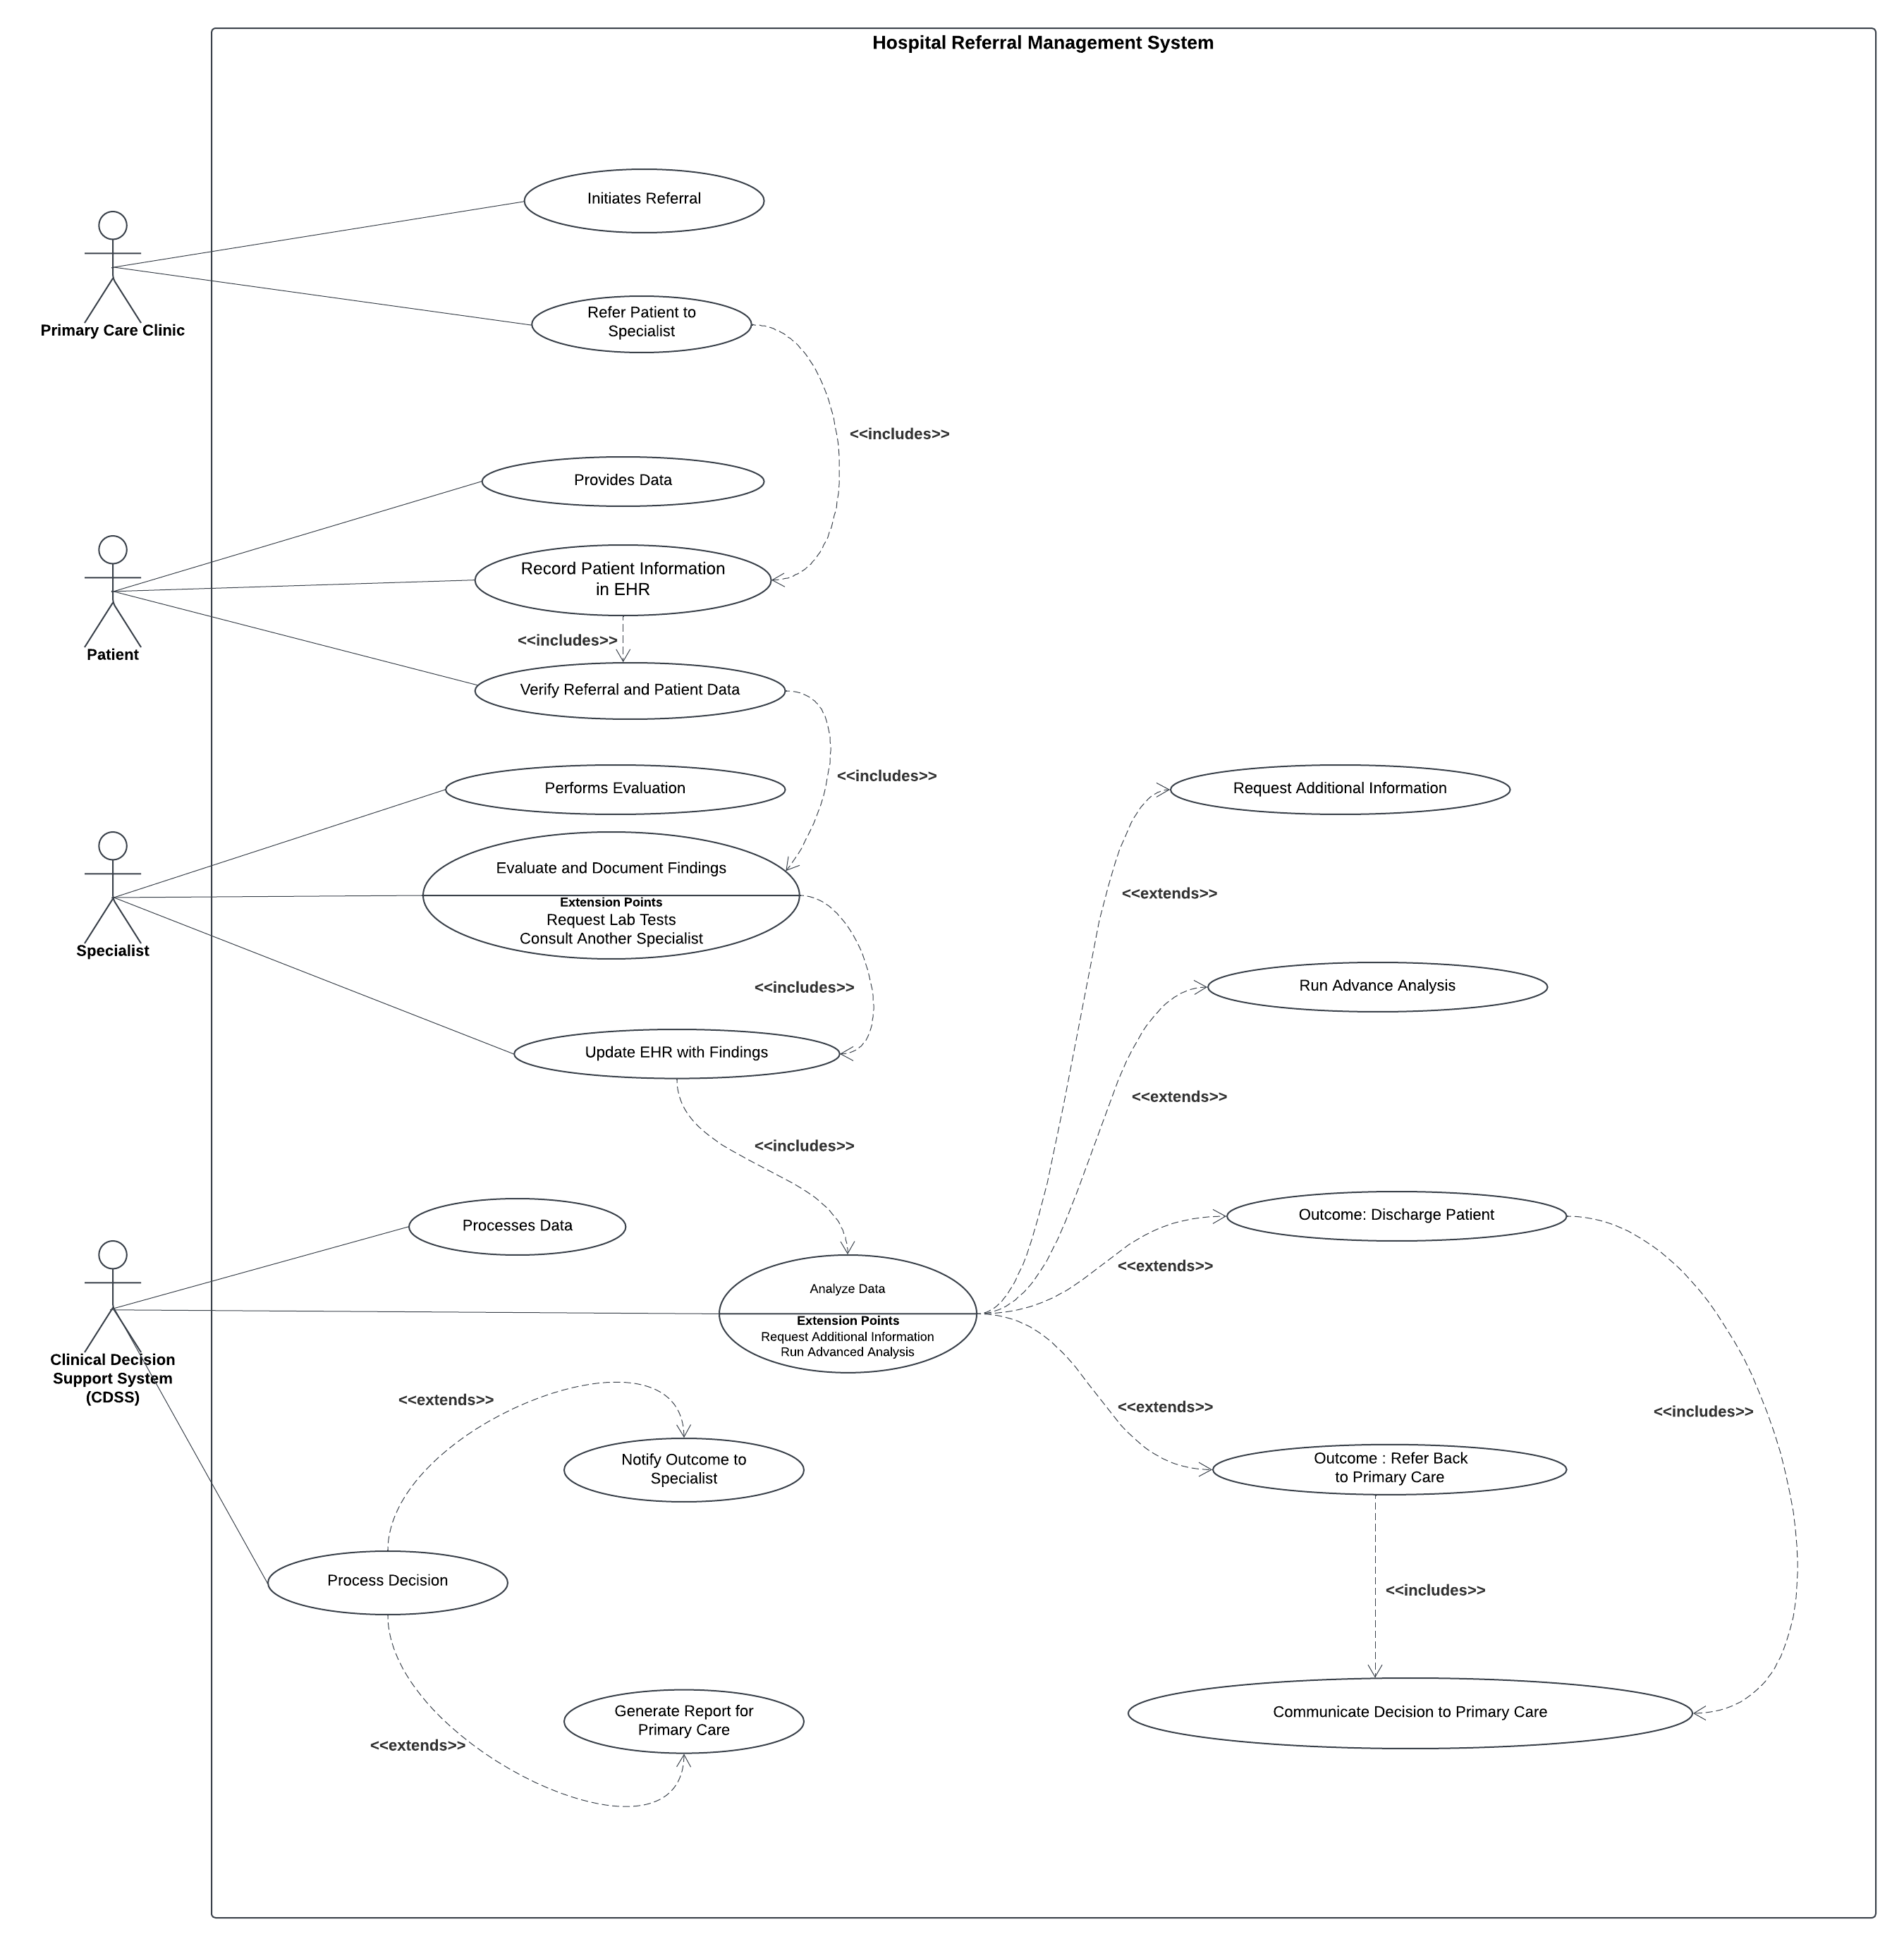 Hospital Referral Management System
Initiates Referral
Primary Care Clinic
Refer Patient to
Specialist
<<includes>>
Provides Data
Record Patient Information
in EHR
<<includes>>
Patient
Verify Referral and Patient Data
<<includes>>
Performs Evaluation
Request Additional Information
Evaluate and Document Findings
Extension Points
Request Lab Tests
Consult Another Specialist
<<extends>>
Specialist
<<includes>>
Run Advance Analysis
Update EHR with Findings
<<extends>>
<<includes>>
Processes Data
Outcome: Discharge Patient
<<extends>>
Analyze Data
Extension Points
Request Additional Information
Run Advanced Analysis
Clinical Decision
Support System
(CDSS)
<<extends>>
<<extends>>
<<includes>>
Notify Outcome to
Specialist
Outcome : Refer Back
to Primary Care
Process Decision
<<includes>>
Generate Report for
Primary Care
Communicate Decision to Primary Care
<<extends>>